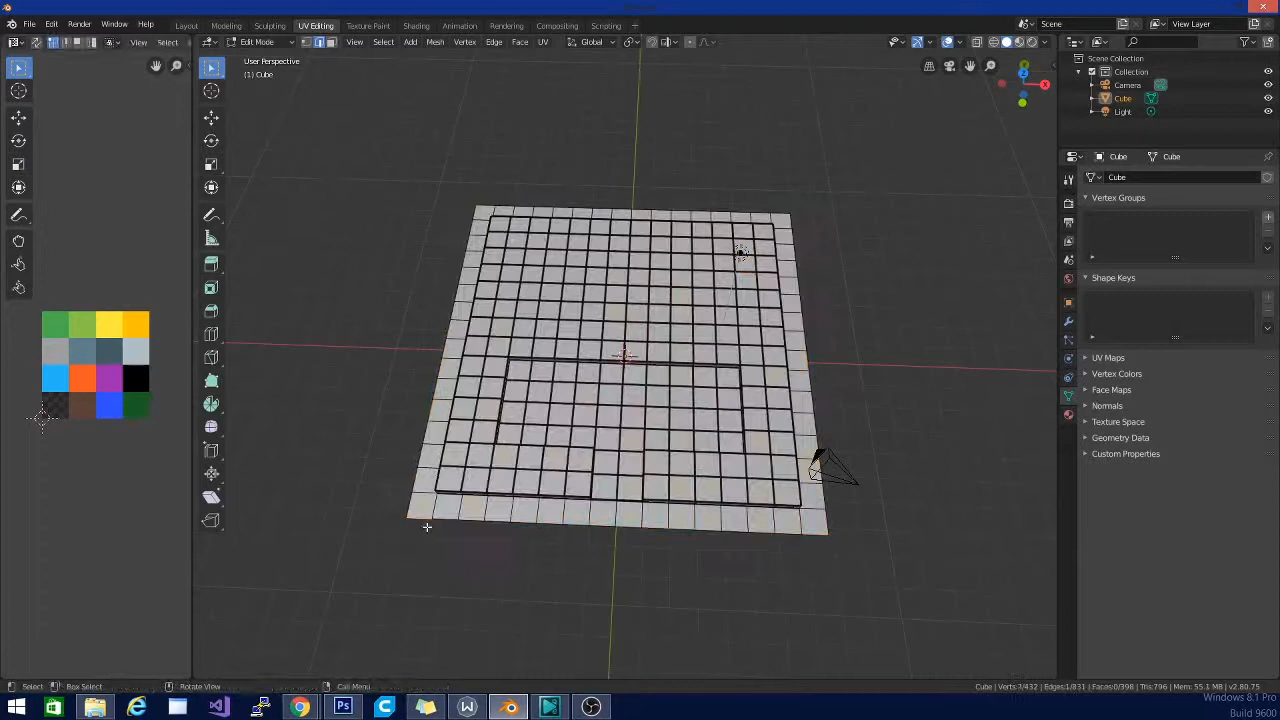 File Edit Render Window Help Layout Modeling Sculpting UV Editing Texture Paint Shading Animation Rendering Compositing Scripting Scene View Layer
View Select Edit Mode View Select Add Mesh Vertex Edge Face UV Global
User Perspective
(1) Cube
Scene Collection
Collection
Camera
Cube
Light
Cube Cube
Cube
Vertex Groups
Shape Keys
UV Maps
Vertex Colors
Face Maps
Normals
Texture Space
Geometry Data
Custom Properties
Select Box Select Rotate View Call Menu
Windows 8.1 Pro
Build 9600